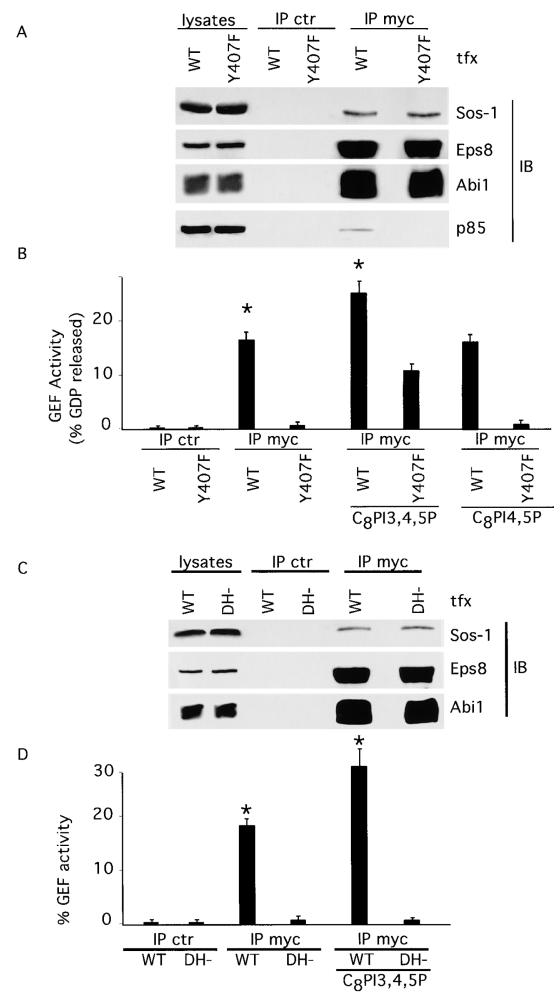 A
lysates IP ctr IP myc
WT Y407F WT Y407F WT Y407F tfx
Sos-1
Eps8
Abi1
p85
IB
B
GEF Activity
(% GDP released)
20
10
0
IP ctr IP myc IP myc IP myc
WT Y407F WT Y407F WT Y407F WT Y407F
C8PI3,4,5P C8PI4,5P
* *
C
lysates IP ctr IP myc
WT DH- WT DH- WT DH- tfx
Sos-1
Eps8
Abi1
IB
D
% GEF activity
30
20
10
0
* *
IP ctr IP myc IP myc
WT DH- WT DH- WT DH-
C8PI3,4,5P